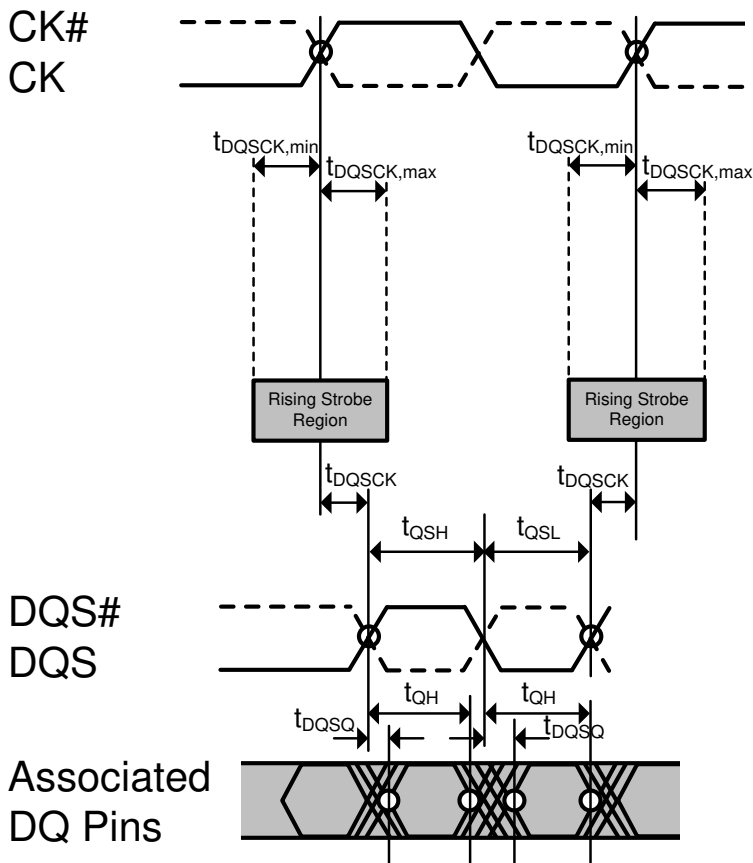 CK#
CK
tDQSCK,min
tDQSCK,max
tDQSCK,min
tDQSCK,max
Rising Strobe
Region
Rising Strobe
Region
tDQSCK
tDQSCK
tQSH
tQSL
DQS#
DQS
tQH
tQH
tDQSQ
tDQSQ
Associated
DQ Pins